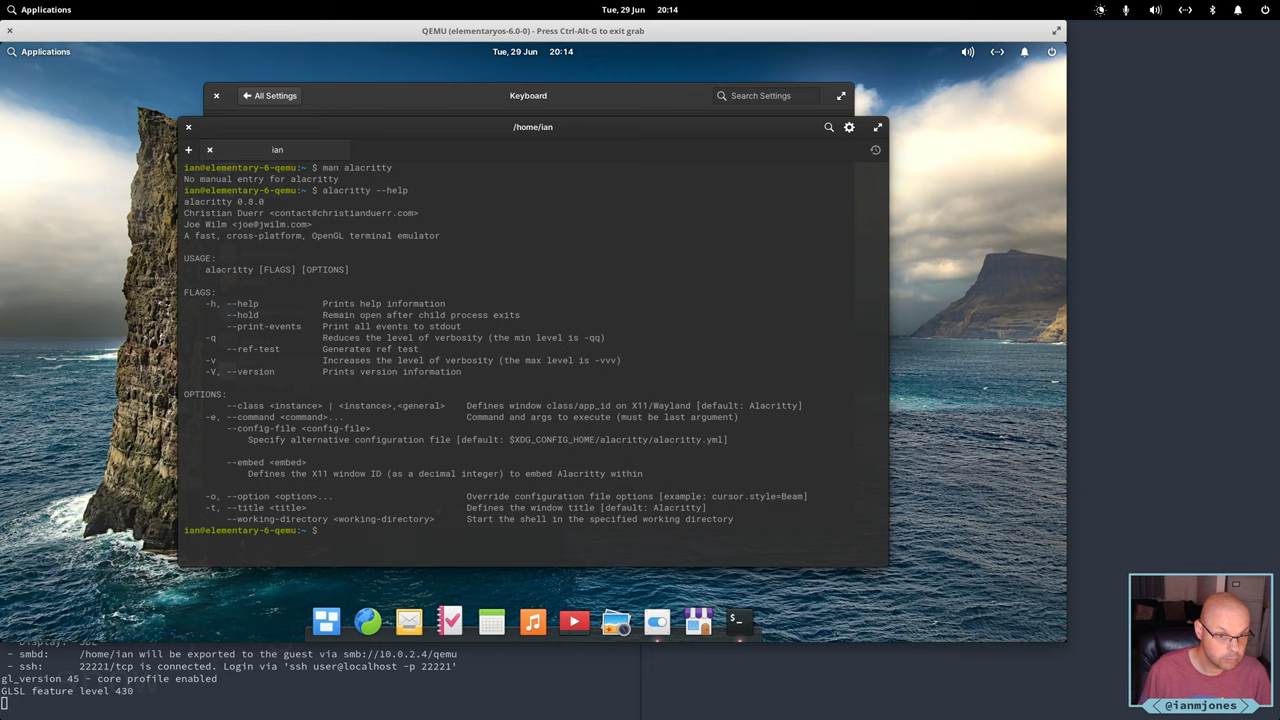 Applications
Tue, 29 Jun 20:14
QEMU (elementaryos-6.0-0) - Press Ctrl-Alt-G to exit grab
Applications
Tue, 29 Jun 20:14
All Settings
Keyboard
Search Settings
/home/ian
ian
ian@elementary-6-qemu:~ $ man alacritty
No manual entry for alacritty
ian@elementary-6-qemu:~ $ alacritty --help
alacritty 0.8.0
Christian Duerr <contact@christianduerr.com>
Joe Wilm <joe@jwilm.com>
A fast, cross-platform, OpenGL terminal emulator
USAGE:
alacritty [FLAGS] [OPTIONS]
FLAGS:
-h, --help Prints help information
--hold Remain open after child process exits
--print-events Print all events to stdout
-q Reduces the level of verbosity (the min level is -qq)
--ref-test Generates ref test
-v Increases the level of verbosity (the max level is -vvv)
-V, --version Prints version information
OPTIONS:
--class <instance> | <instance>,<general> Defines window class/app_id on X11/Wayland [default: Alacritty]
-e, --command <command>... Command and args to execute (must be last argument)
--config-file <config-file>
Specify alternative configuration file [default: $XDG_CONFIG_HOME/alacritty/alacritty.yml]
--embed <embed>
Defines the X11 window ID (as a decimal integer) to embed Alacritty within
-o, --option <option>... Override configuration file options [example: cursor.style=Beam]
-t, --title <title> Defines the window title [default: Alacritty]
--working-directory <working-directory> Start the shell in the specified working directory
ian@elementary-6-qemu:~ $
- smbd: /home/ian will be exported to the guest via smb://10.0.2.4/qemu
- ssh: 22221/tcp is connected. Login via 'ssh user@localhost -p 22221'
gl_version 45 - core profile enabled
GLSL feature level 430
@ianmjones